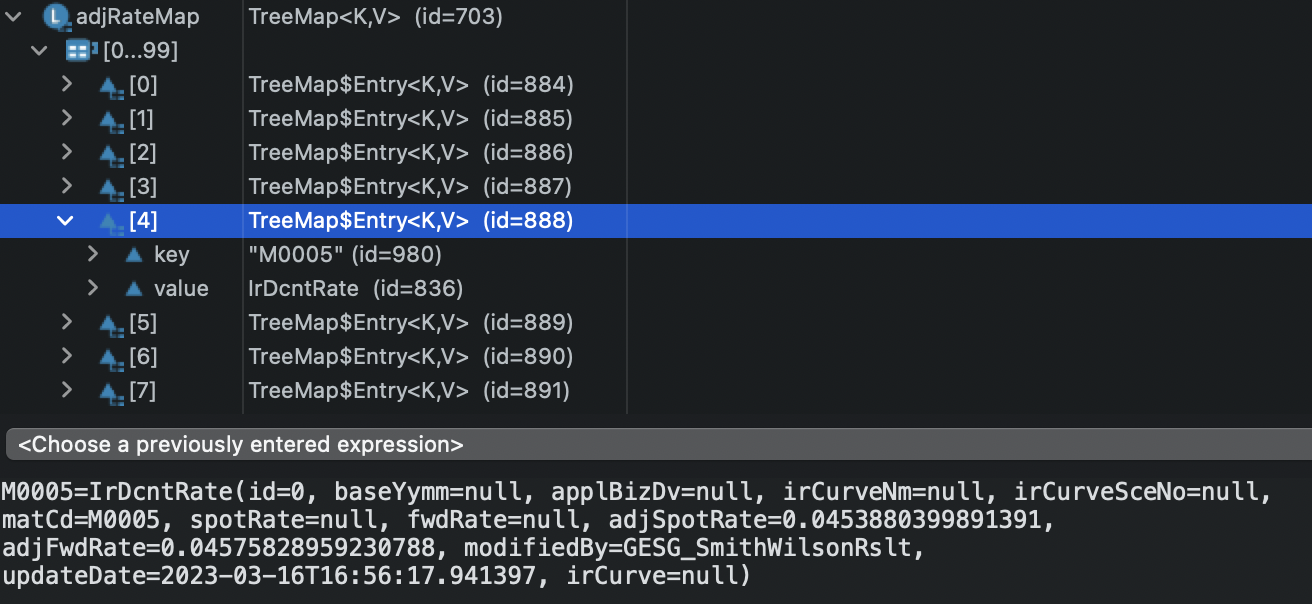 adjRateMap TreeMap<K,V> (id=703)
[0...99]
[0] TreeMap$Entry<K,V> (id=884)
[1] TreeMap$Entry<K,V> (id=885)
[2] TreeMap$Entry<K,V> (id=886)
[3] TreeMap$Entry<K,V> (id=887)
[4] TreeMap$Entry<K,V> (id=888)
key "M0005" (id=980)
value IrDcntRate (id=836)
[5] TreeMap$Entry<K,V> (id=889)
[6] TreeMap$Entry<K,V> (id=890)
[7] TreeMap$Entry<K,V> (id=891)
<Choose a previously entered expression>
M0005=IrDcntRate(id=0, baseYymm=null, applBizDv=null, irCurveNm=null, irCurveSceNo=null,
matCd=M0005, spotRate=null, fwdRate=null, adjSpotRate=0.0453880399891391,
adjFwdRate=0.04575828959230788, modifiedBy=GESG_SmithWilsonRslt,
updateDate=2023-03-16T16:56:17.941397, irCurve=null)